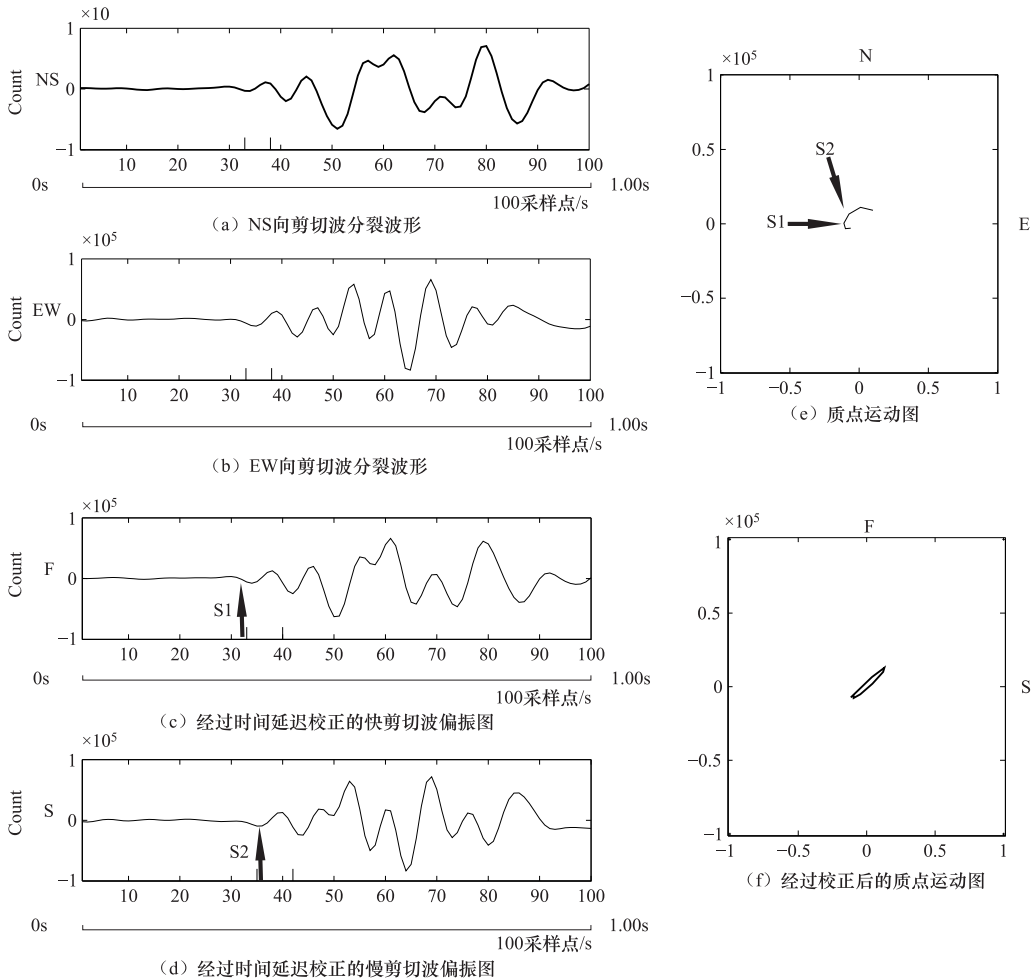 ×10
1
NS
0
Count
−1
10 20 30 40 50 60 70 80 90 100
0s 1.00s
100采样点/s
（a）NS向剪切波分裂波形
×10⁵
1
EW
0
Count
−1
10 20 30 40 50 60 70 80 90 100
0s 1.00s
100采样点/s
（b）EW向剪切波分裂波形
×10⁵
1
F
0
Count
S1
−1
10 20 30 40 50 60 70 80 90 100
0s 1.00s
100采样点/s
（c）经过时间延迟校正的快剪切波偏振图
×10⁵
1
S
0
Count
S2
−1
10 20 30 40 50 60 70 80 90 100
0s 1.00s
100采样点/s
（d）经过时间延迟校正的慢剪切波偏振图
N
×10⁵
1
0.5
S2
S1
0
E
−0.5
−1
−1 −0.5 0 0.5 1
（e）质点运动图
F
×10⁵
1
0.5
0
S
−0.5
−1
−1 −0.5 0 0.5 1
（f）经过校正后的质点运动图